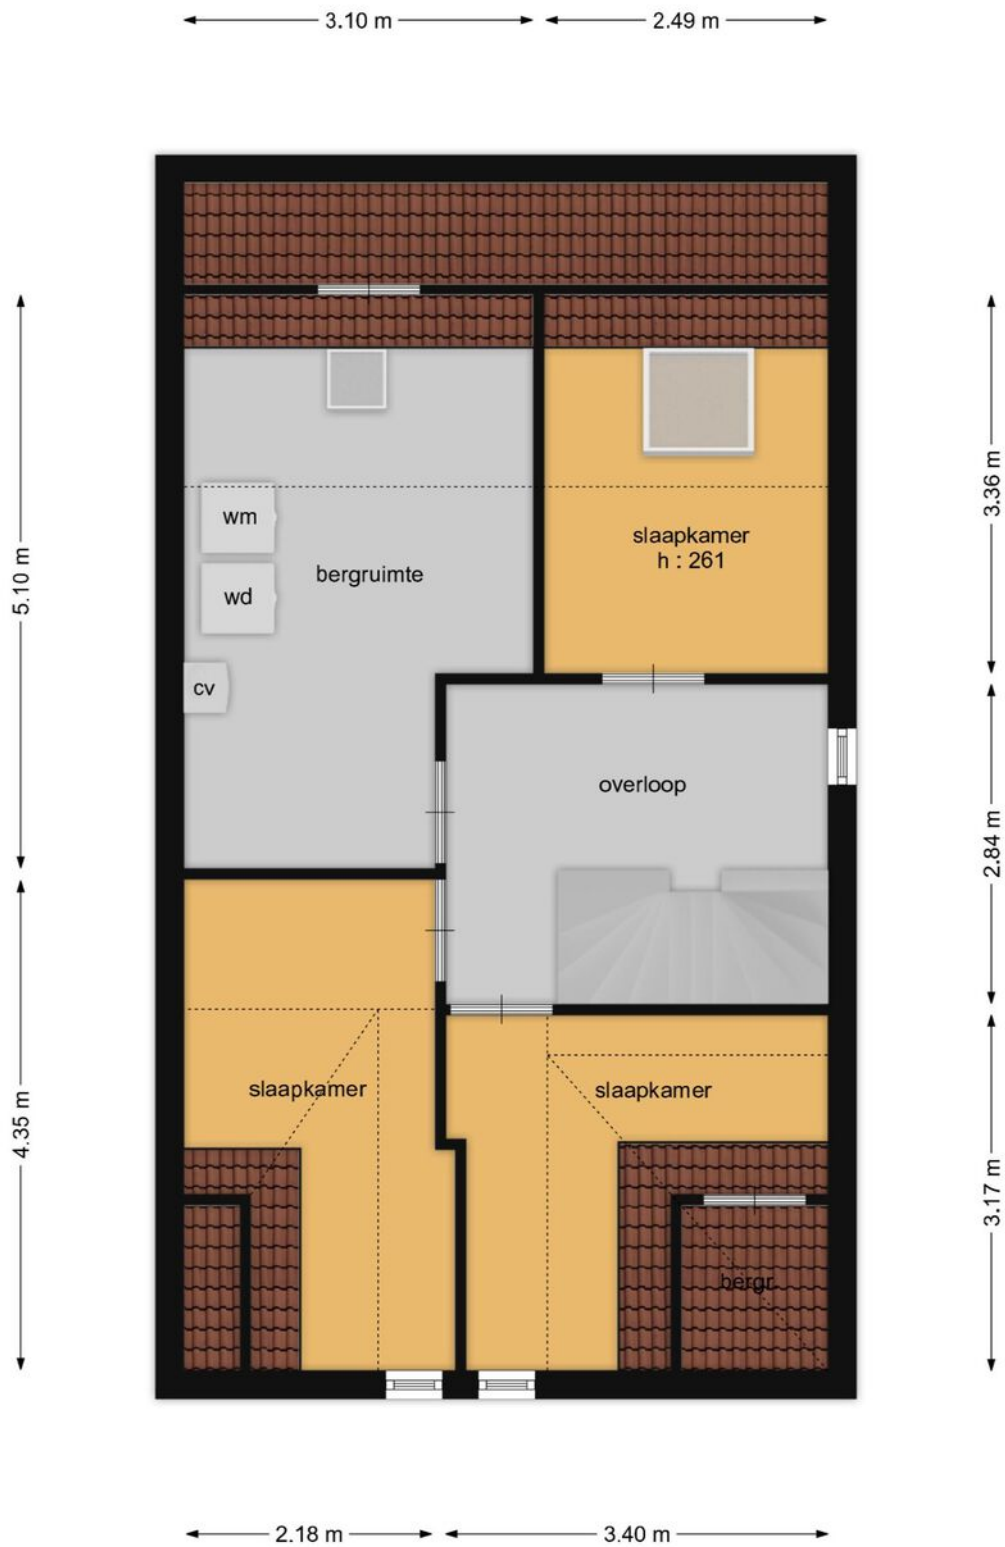 3.10 m
2.49 m
wm
wd
bergruimte
cv
slaapkamer
h : 261
5.10 m
3.36 m
overloop
2.84 m
slaapkamer
slaapkamer
4.35 m
3.17 m
bergr.
2.18 m
3.40 m